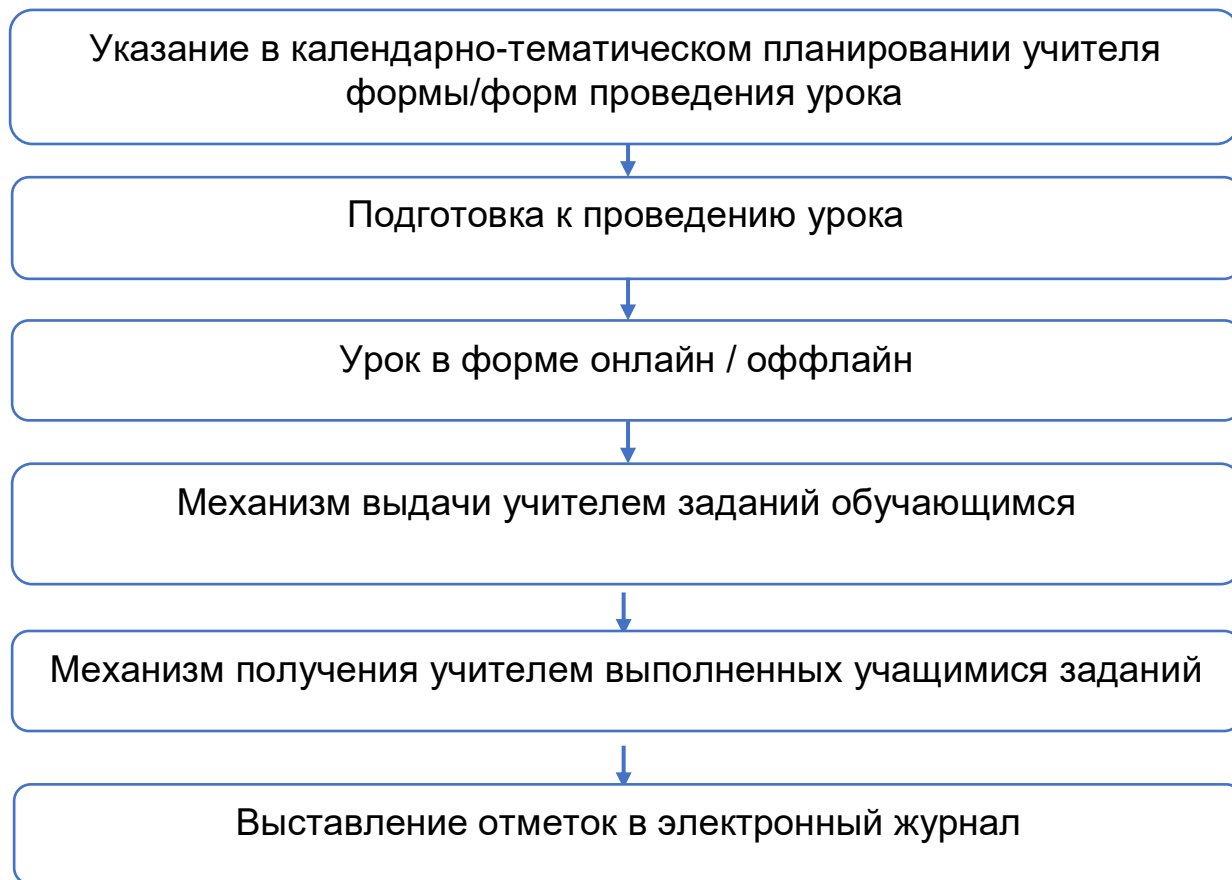 Указание в календарно-тематическом планировании учителя
формы/форм проведения урока
Подготовка к проведению урока
Урок в форме онлайн / оффлайн
Механизм выдачи учителем заданий обучающимся
Механизм получения учителем выполненных учащимися заданий
Выставление отметок в электронный журнал